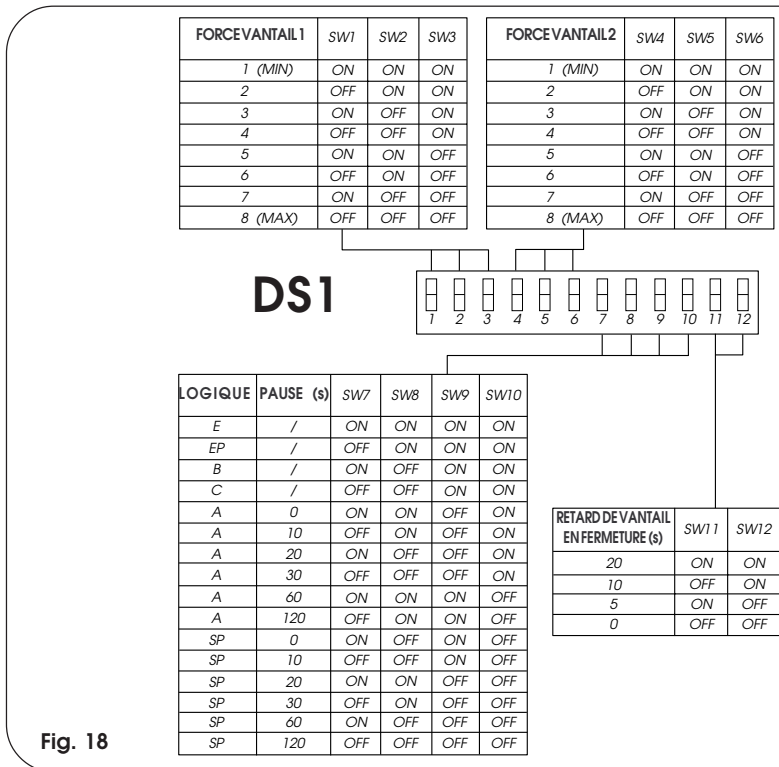 FORCE VANTAIL 1 SW1 SW2 SW3
1 (MIN) ON ON ON
2 OFF ON ON
3 ON OFF ON
4 OFF OFF ON
5 ON ON OFF
6 OFF ON OFF
7 ON OFF OFF
8 (MAX) OFF OFF OFF
FORCE VANTAIL 2 SW4 SW5 SW6
1 (MIN) ON ON ON
2 OFF ON ON
3 ON OFF ON
4 OFF OFF ON
5 ON ON OFF
6 OFF ON OFF
7 ON OFF OFF
8 (MAX) OFF OFF OFF
DS1
1 2 3 4 5 6 7 8 9 10 11 12
LOGIQUE PAUSE (s) SW7 SW8 SW9 SW10
E / ON ON ON ON
EP / OFF ON ON ON
B / ON OFF ON ON
C / OFF OFF ON ON
A 0 ON ON OFF ON
A 10 OFF ON OFF ON
A 20 ON OFF OFF ON
A 30 OFF OFF OFF ON
A 60 ON ON ON OFF
A 120 OFF ON ON OFF
SP 0 ON OFF ON OFF
SP 10 OFF OFF ON OFF
SP 20 ON ON OFF OFF
SP 30 OFF ON OFF OFF
SP 60 ON OFF OFF OFF
SP 120 OFF OFF OFF OFF
RETARD DE VANTAIL
EN FERMETURE (s) SW11 SW12
20 ON ON
10 OFF ON
5 ON OFF
0 OFF OFF
Fig. 18